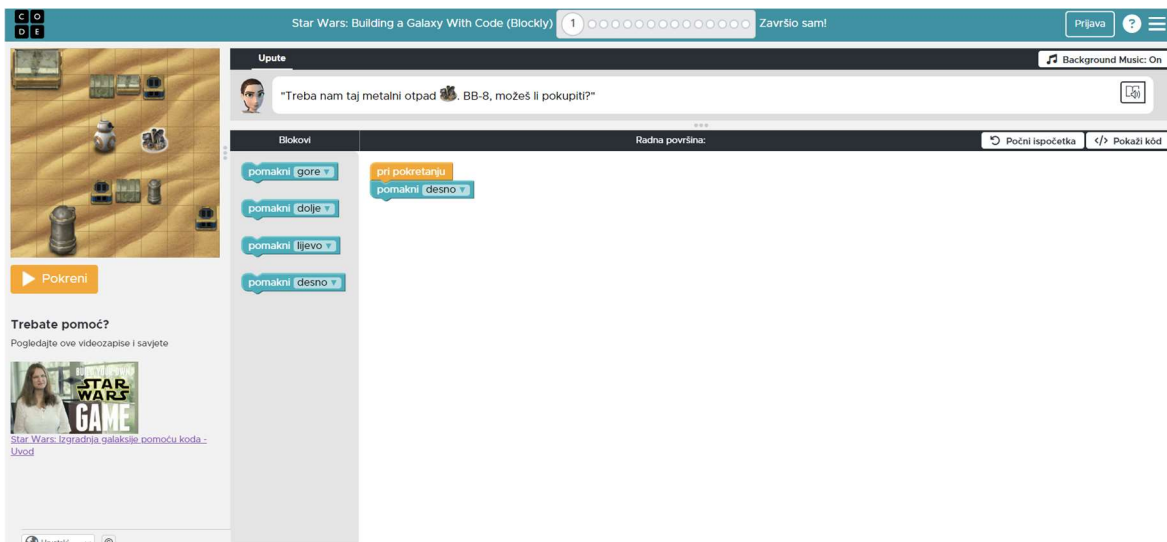 C O
D E
Star Wars: Building a Galaxy With Code (Blockly)
1
Završio sam!
Prijava
?
Upute
Background Music: On
"Treba nam taj metalni otpad . BB-8, možeš li pokupiti?"
Blokovi
Radna površina:
Počni ispočetka
</> Pokaži kôd
pomakni gore
pomakni dolje
pomakni lijevo
pomakni desno
pri pokretanju
pomakni desno
Pokreni
Trebate pomoć?
Pogledajte ove videozapise i savjete
STAR
WARS
GAME
Star Wars: Izgradnja galaksije pomoću koda -
Uvod